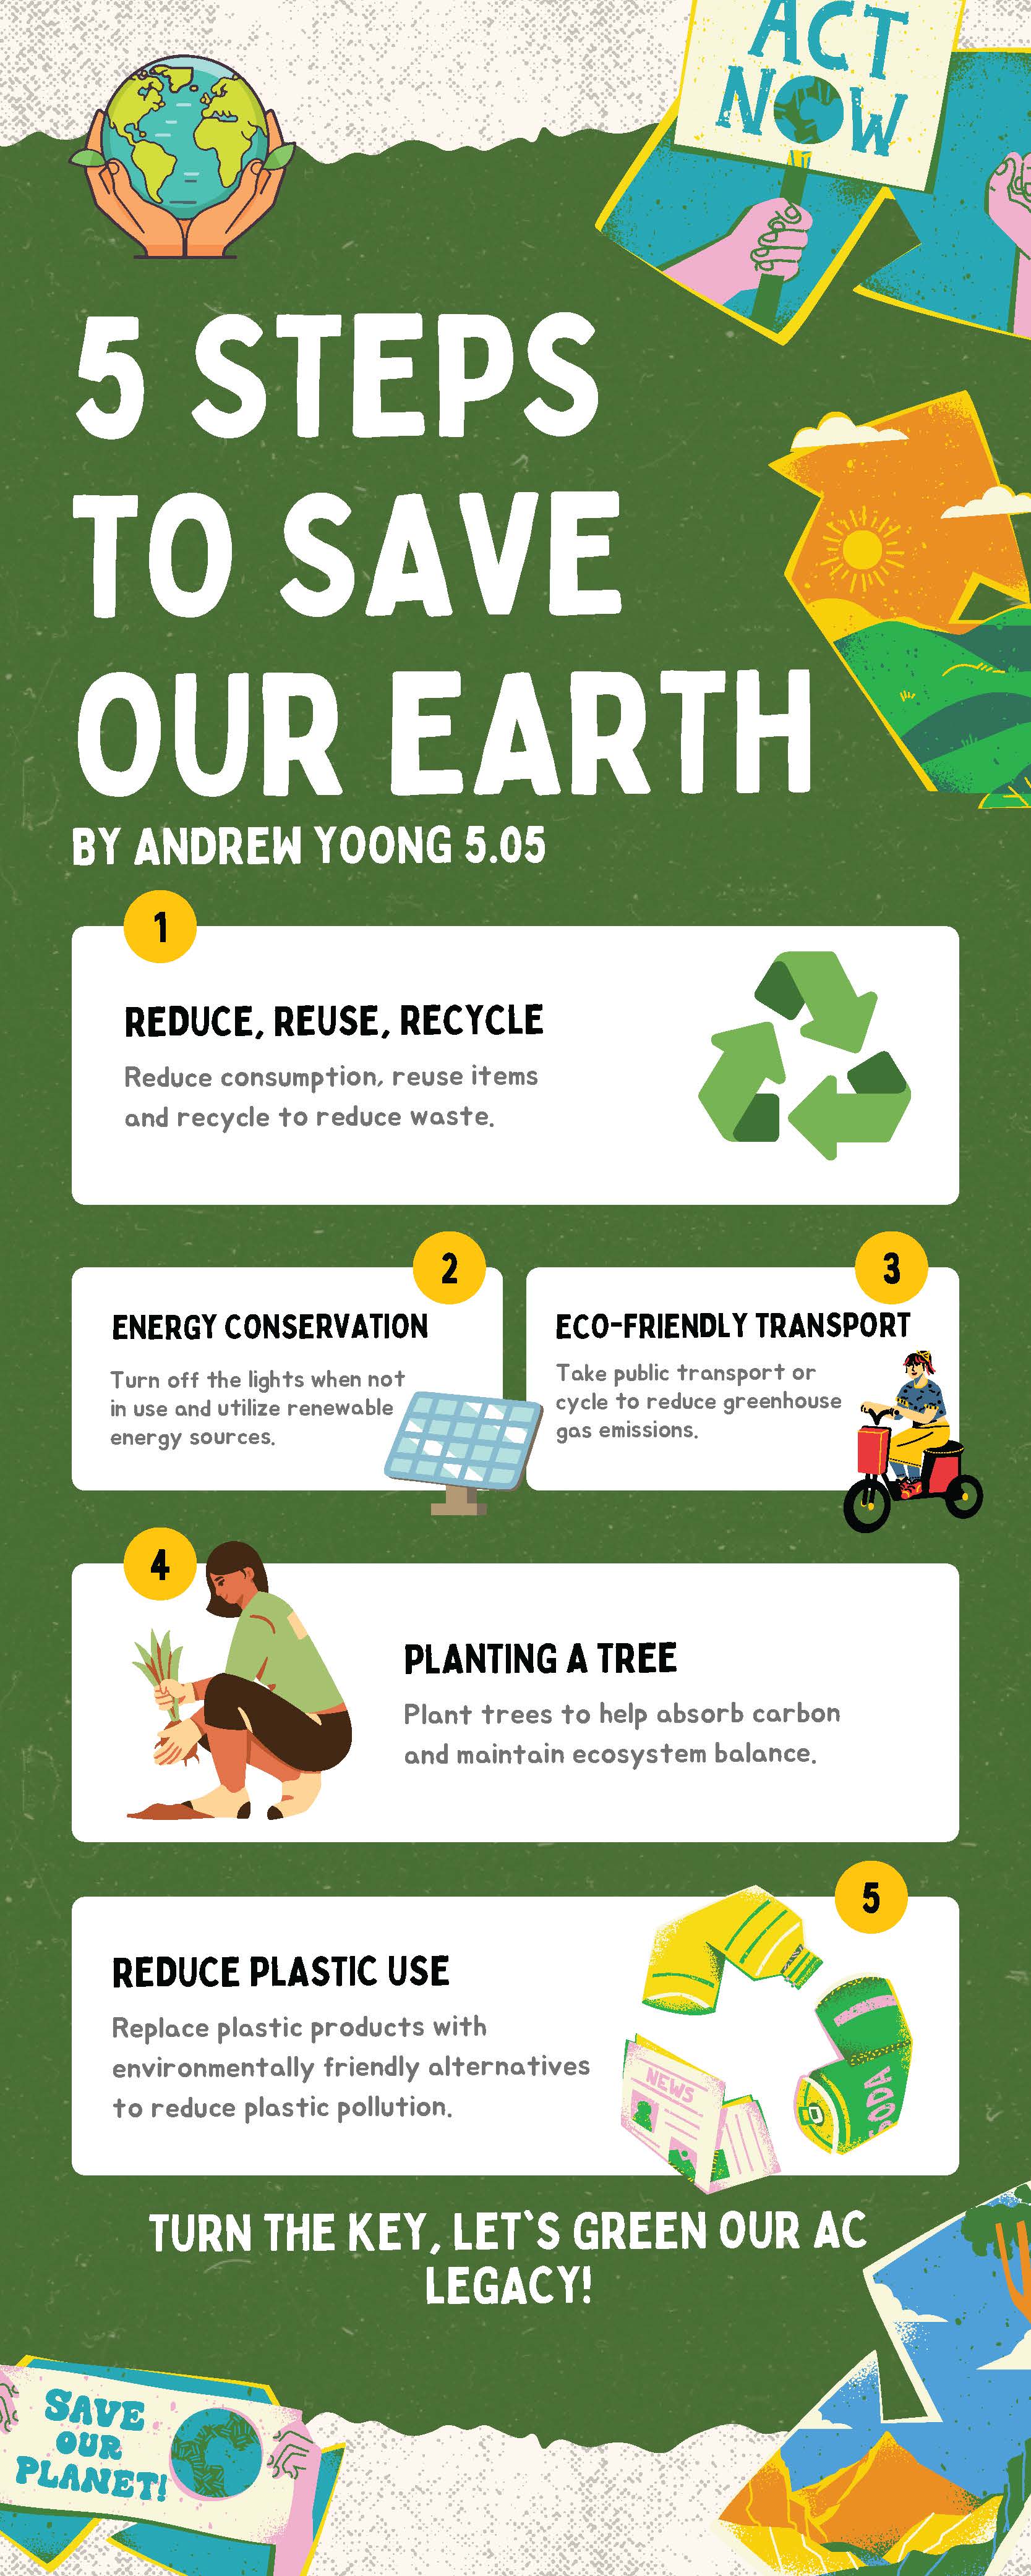 ACT
NOW
5 STEPS
TO SAVE
OUR EARTH
BY ANDREW YOONG 5.05
1
REDUCE, REUSE, RECYCLE
Reduce consumption, reuse items
and recycle to reduce waste.
2
ENERGY CONSERVATION
Turn off the lights when not
in use and utilize renewable
energy sources.
3
ECO-FRIENDLY TRANSPORT
Take public transport or
cycle to reduce greenhouse
gas emissions.
4
PLANTING A TREE
Plant trees to help absorb carbon
and maintain ecosystem balance.
5
REDUCE PLASTIC USE
Replace plastic products with
environmentally friendly alternatives
to reduce plastic pollution.
NEWS
SODA
TURN THE KEY, LET`S GREEN OUR AC
LEGACY!
SAVE
OUR
PLANET!